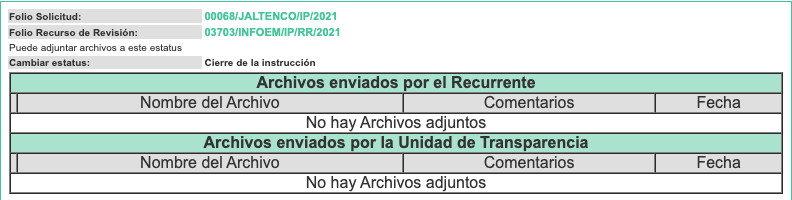 Folio Solicitud: 00068/JALTENCO/IP/2021
Folio Recurso de Revisión: 03703/INFOEM/IP/RR/2021
Puede adjuntar archivos a este estatus
Cambiar estatus: Cierre de la instrucción
Archivos enviados por el Recurrente
Nombre del Archivo Comentarios Fecha
No hay Archivos adjuntos
Archivos enviados por la Unidad de Transparencia
Nombre del Archivo Comentarios Fecha
No hay Archivos adjuntos